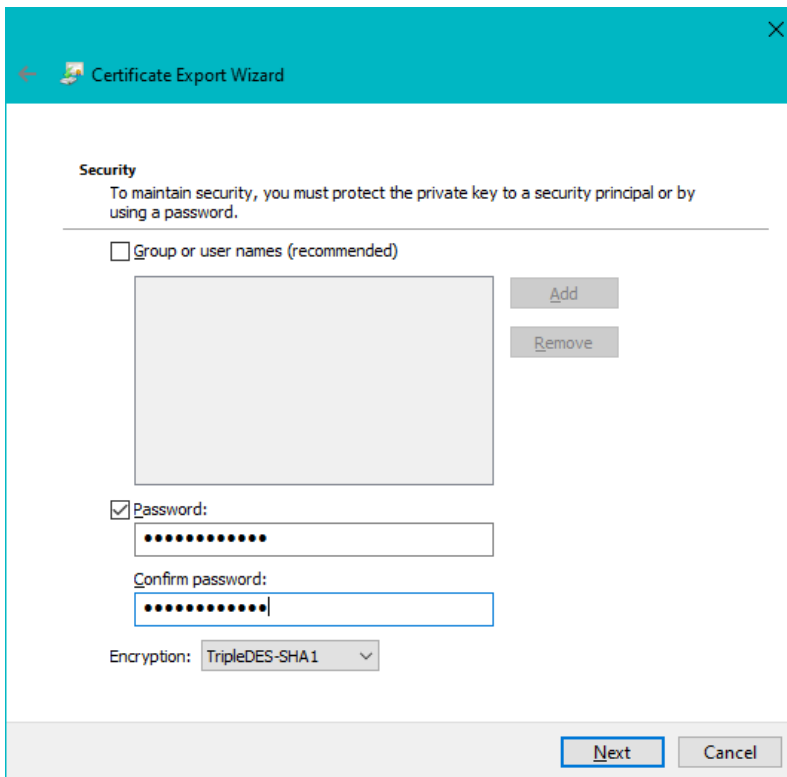 Certificate Export Wizard
Security
To maintain security, you must protect the private key to a security principal or by
using a password.
Group or user names (recommended)
Add
Remove
Password:
●●●●●●●●●●●●
Confirm password:
●●●●●●●●●●●●
Encryption: TripleDES-SHA1
Next Cancel